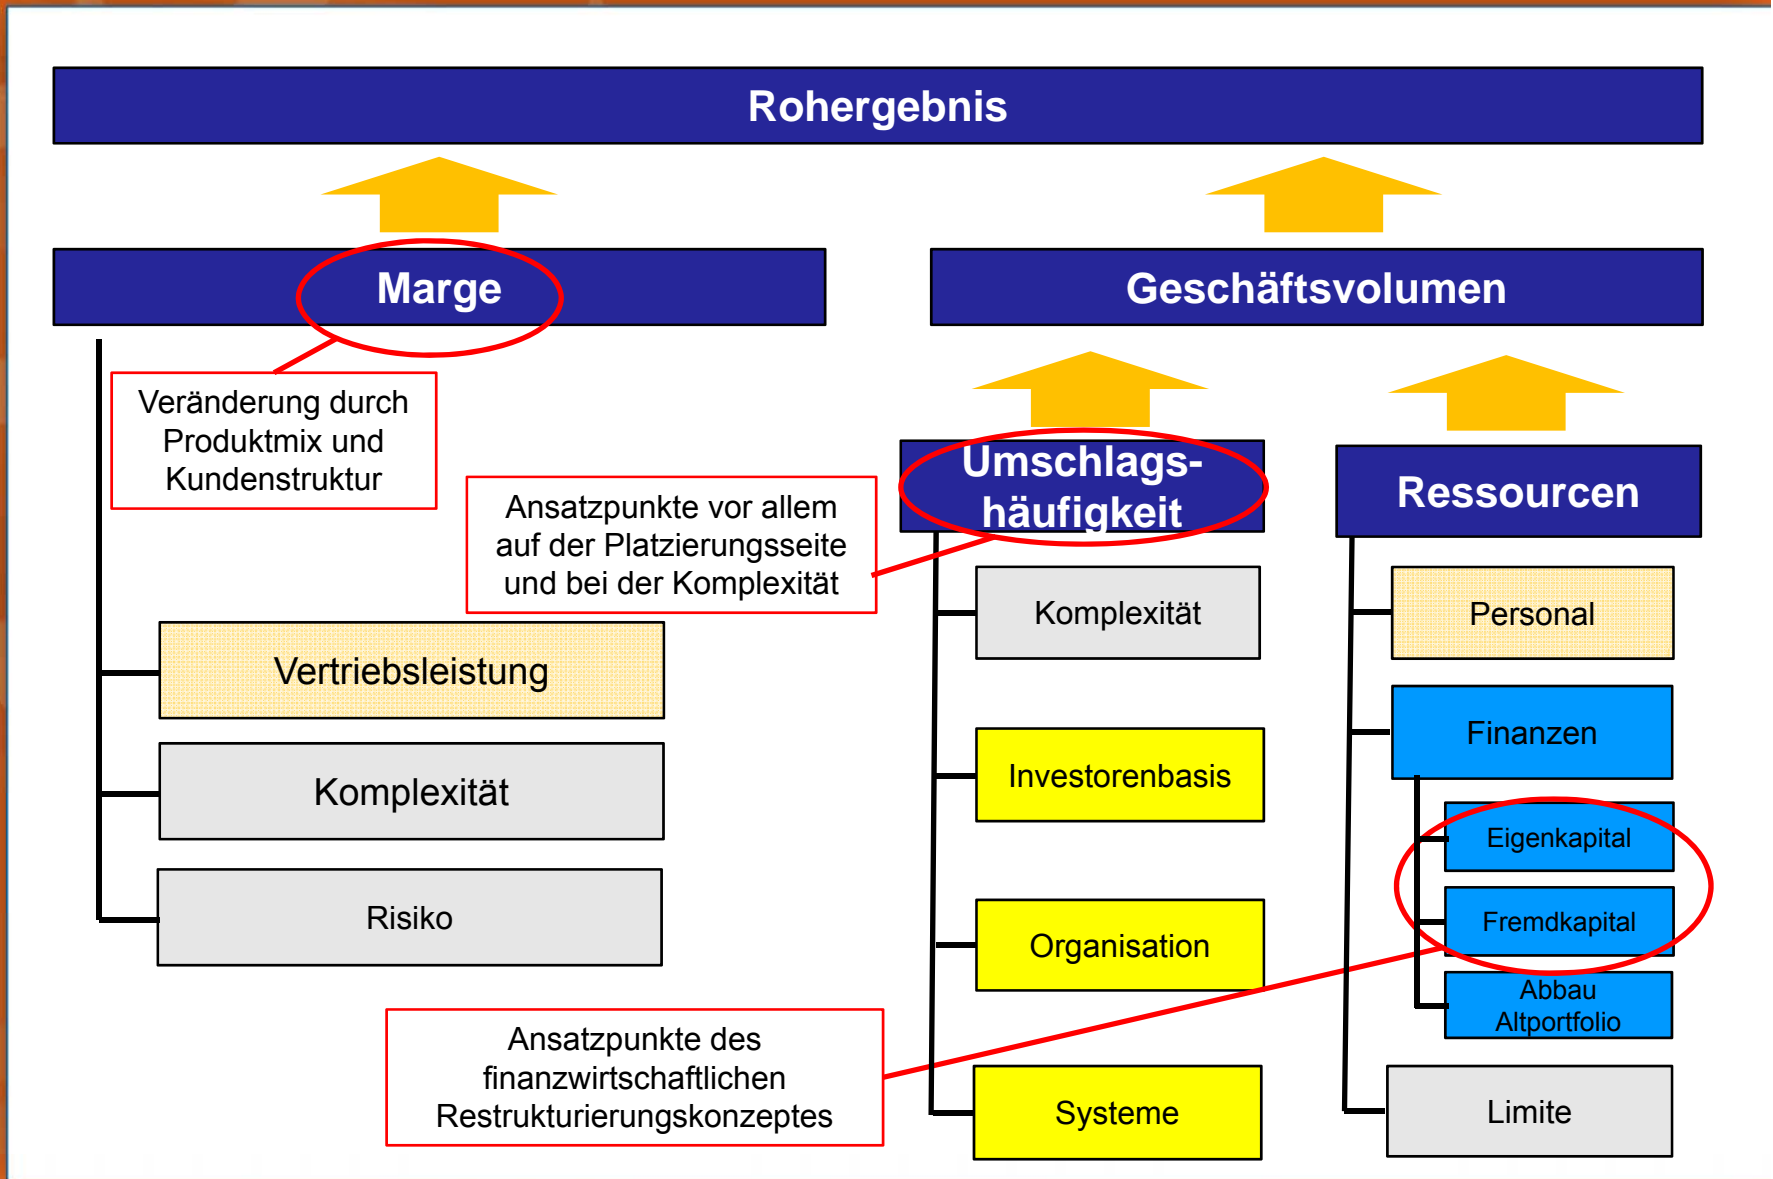 Rohergebnis
Marge
Geschäftsvolumen
Veränderung durch
Produktmix und
Kundenstruktur
Umschlags-
häufigkeit
Ressourcen
Ansatzpunkte vor allem
auf der Platzierungsseite
und bei der Komplexität
Vertriebsleistung
Komplexität
Risiko
Komplexität
Investorenbasis
Organisation
Systeme
Personal
Finanzen
Eigenkapital
Fremdkapital
Abbau
Altportfolio
Limite
Ansatzpunkte des
finanzwirtschaftlichen
Restrukturierungskonzeptes